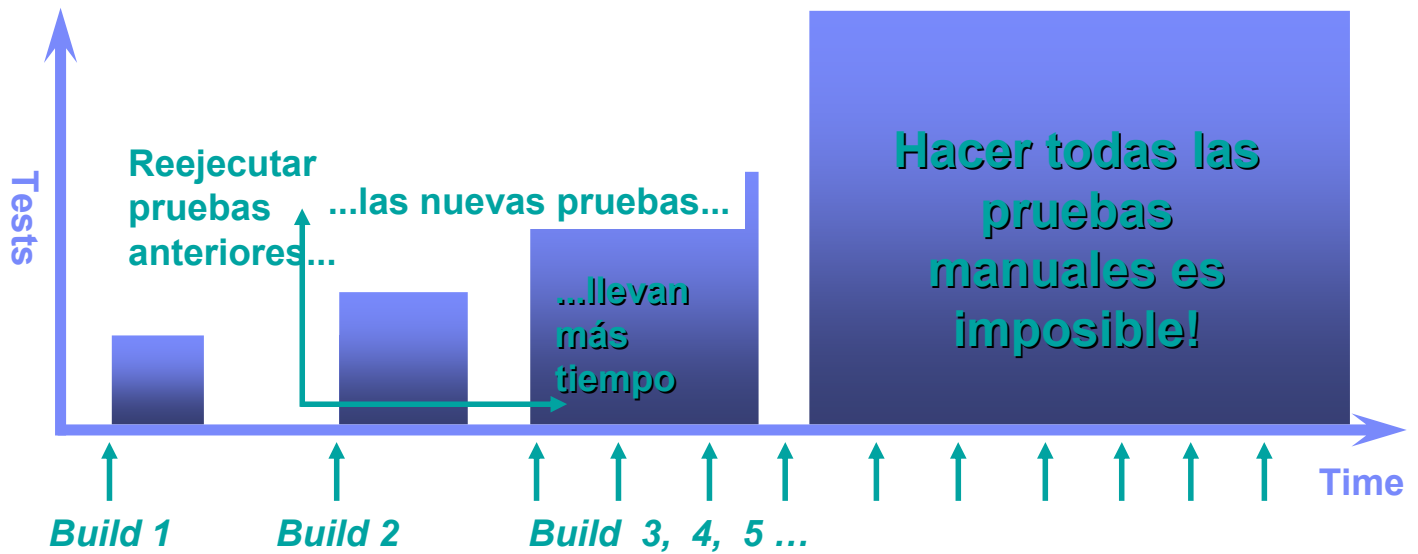 Tests
Reejecutar
pruebas
anteriores...
...las nuevas pruebas...
...llevan
más
tiempo
Hacer todas las
pruebas
manuales es
imposible!
Time
Build 1
Build 2
Build 3, 4, 5 ...